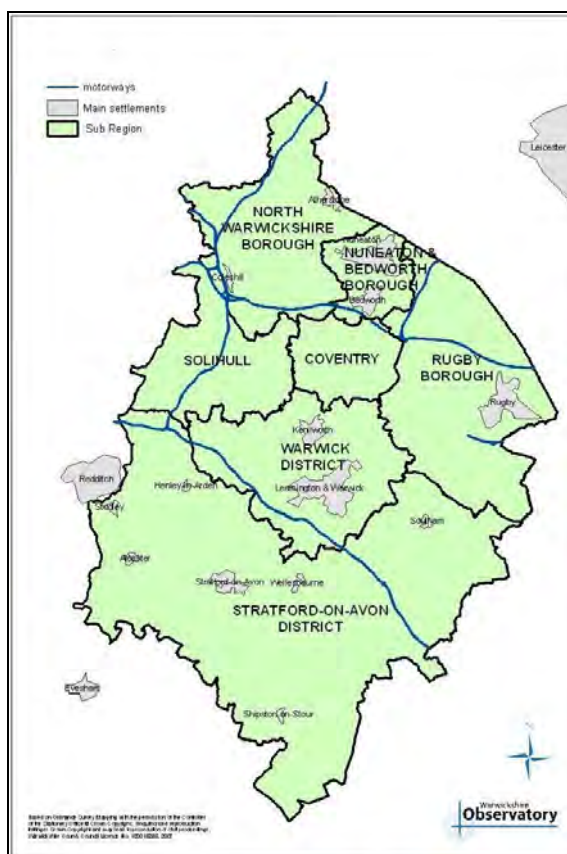 motorways
Main settlements
Sub Region
Leicester
Atherstone
NORTH
WARWICKSHIRE
BOROUGH
Nuneaton
NUNEATON &
BEDWORTH
BOROUGH
Coleshill
Bedworth
SOLIHULL
COVENTRY
RUGBY
BOROUGH
Rugby
Kenilworth
WARWICK
DISTRICT
Redditch
Henley-in-Arden
Leamington & Warwick
Studley
Southam
Alcester
Stratford-on-Avon
Wellesbourne
STRATFORD-ON-AVON
DISTRICT
Evesham
Shipston-on-Stour
Warwickshire
Observatory